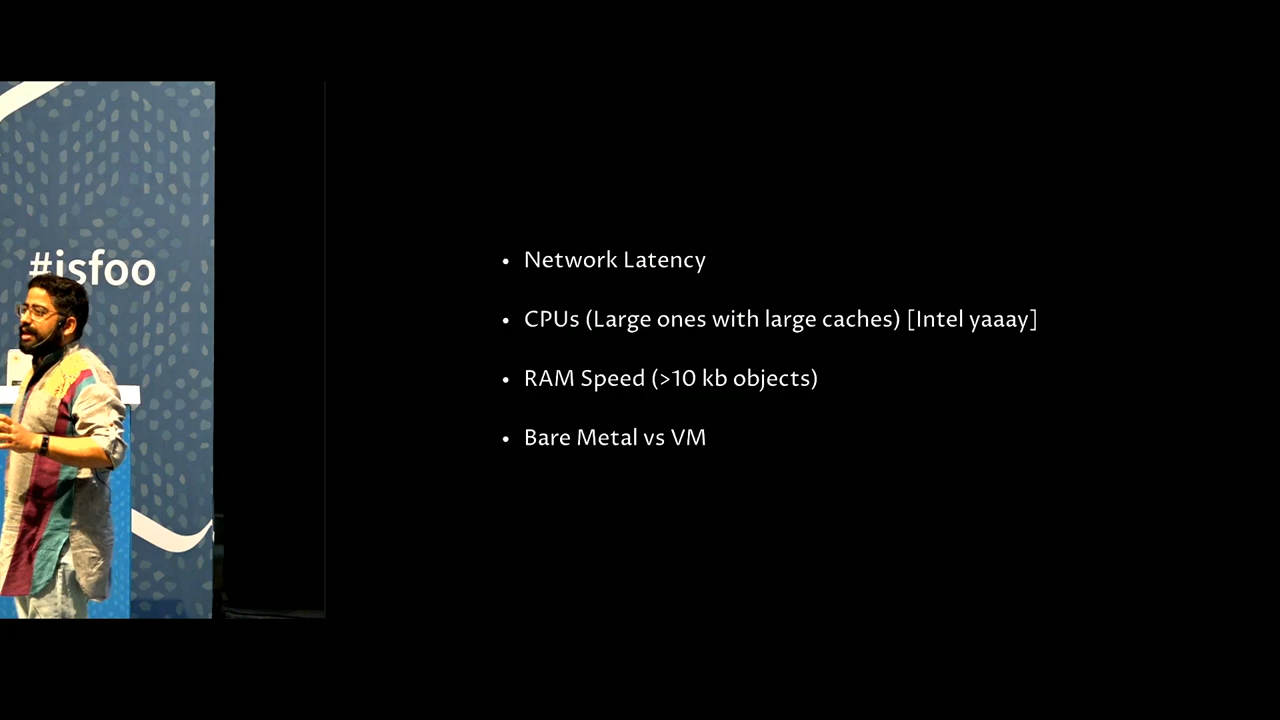 #jsfoo
• Network Latency
• CPUs (Large ones with large caches) [Intel yaaay]
• RAM Speed (>10 kb objects)
• Bare Metal vs VM